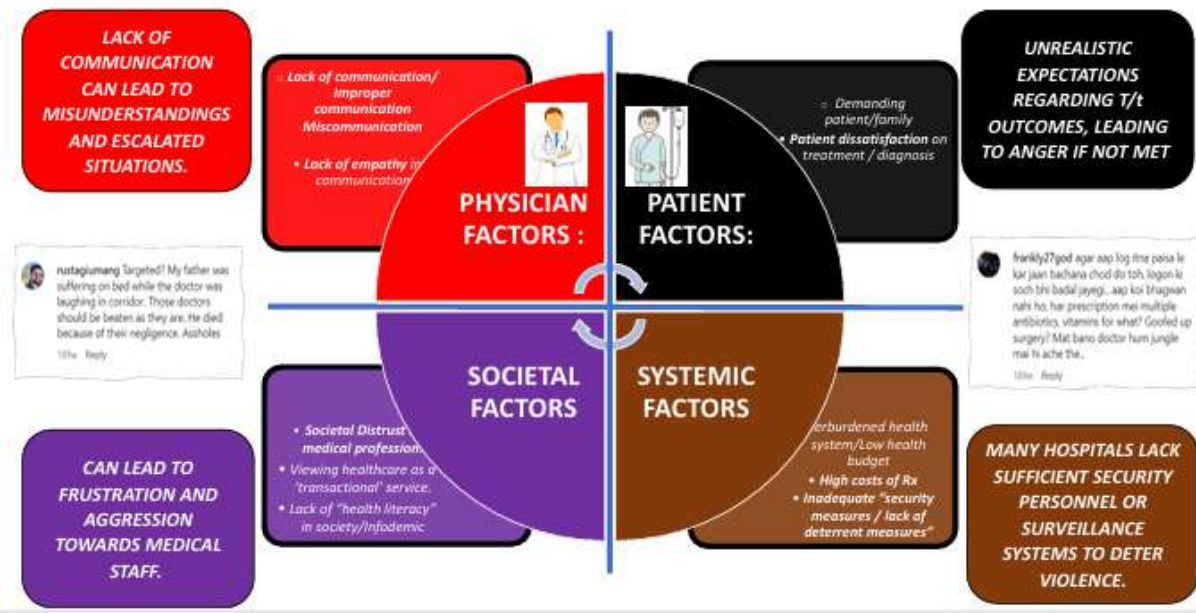 LACK OF
COMMUNICATION
CAN LEAD TO
MISUNDERSTANDINGS
AND ESCALATED
SITUATIONS.
Lack of communication/
Improper
communication
Miscommunication
• Lack of empathy in
communication
PHYSICIAN
FACTORS :
PATIENT
FACTORS:
Demanding
patient/family
• Patient dissatisfaction on
treatment / diagnosis
UNREALISTIC
EXPECTATIONS
REGARDING T/t
OUTCOMES, LEADING
TO ANGER IF NOT MET
rustagiumang Targeted? My father was
suffering on bed while the doctor was
laughing in corridor. Those doctors
should be beaten as they are. He died
because of their negligence. Assholes
Reply
frankly27god agar aap log itna paisa le
kar jaan bachana chod do toh, logon ki
soch bhi badal jayegi.. aap koi bhagwan
nahi ho, har prescription mei multiple
antibiotics, vitamins for what? Goofed up
surgery? Mat bano doctor hum jungle
mai hi ache the..
Reply
CAN LEAD TO
FRUSTRATION AND
AGGRESSION
TOWARDS MEDICAL
STAFF.
• Societal Distrust
medical profession.
• Viewing healthcare as a
'transactional' service.
• Lack of "health literacy"
in society/Infodemic
SOCIETAL
FACTORS
SYSTEMIC
FACTORS
erburdened health
system/Low health
budget
• High costs of Rx
• Inadequate "security
measures / lack of
deterrent measures"
MANY HOSPITALS LACK
SUFFICIENT SECURITY
PERSONNEL OR
SURVEILLANCE
SYSTEMS TO DETER
VIOLENCE.